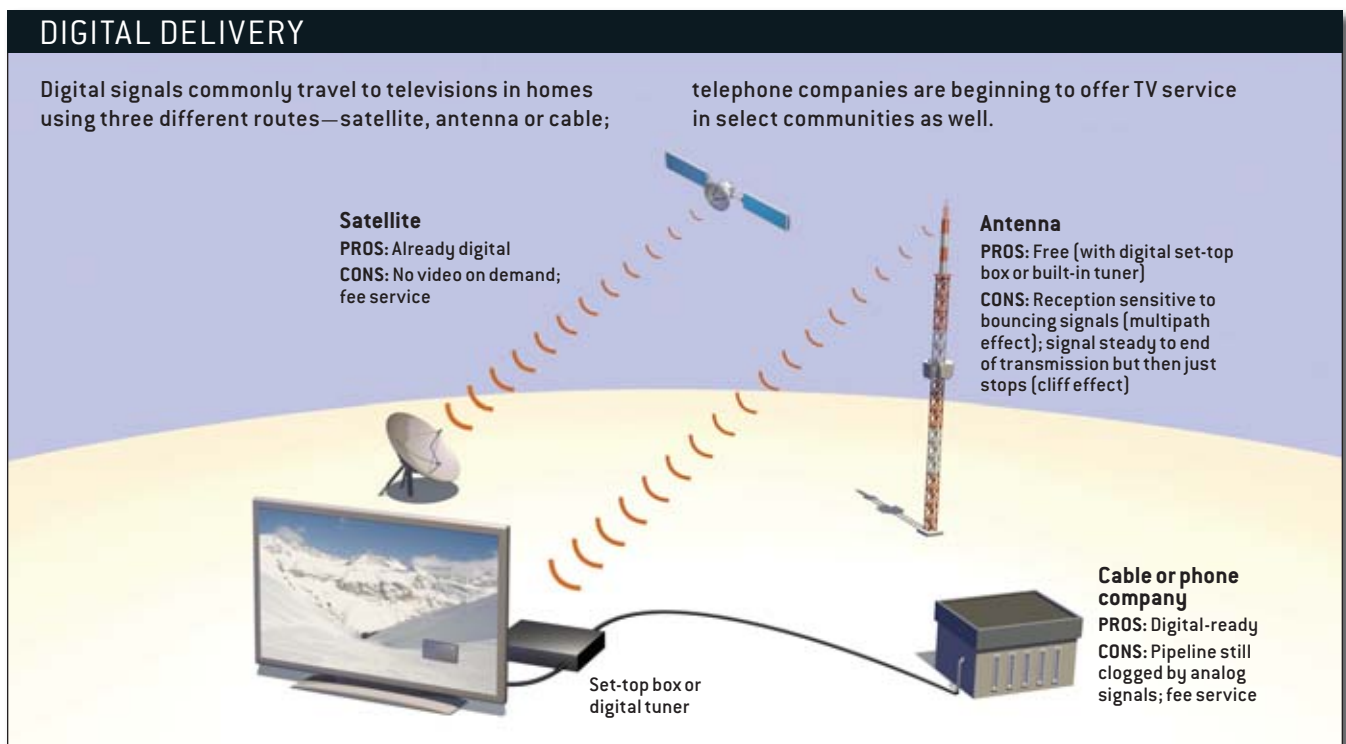 DIGITAL DELIVERY
Digital signals commonly travel to televisions in homes
using three different routes—satellite, antenna or cable;
telephone companies are beginning to offer TV service
in select communities as well.
Satellite
PROS: Already digital
CONS: No video on demand;
fee service
Antenna
PROS: Free (with digital set-top
box or built-in tuner)
CONS: Reception sensitive to
bouncing signals (multipath
effect); signal steady to end
of transmission but then just
stops (cliff effect)
Set-top box or
digital tuner
Cable or phone
company
PROS: Digital-ready
CONS: Pipeline still
clogged by analog
signals; fee service